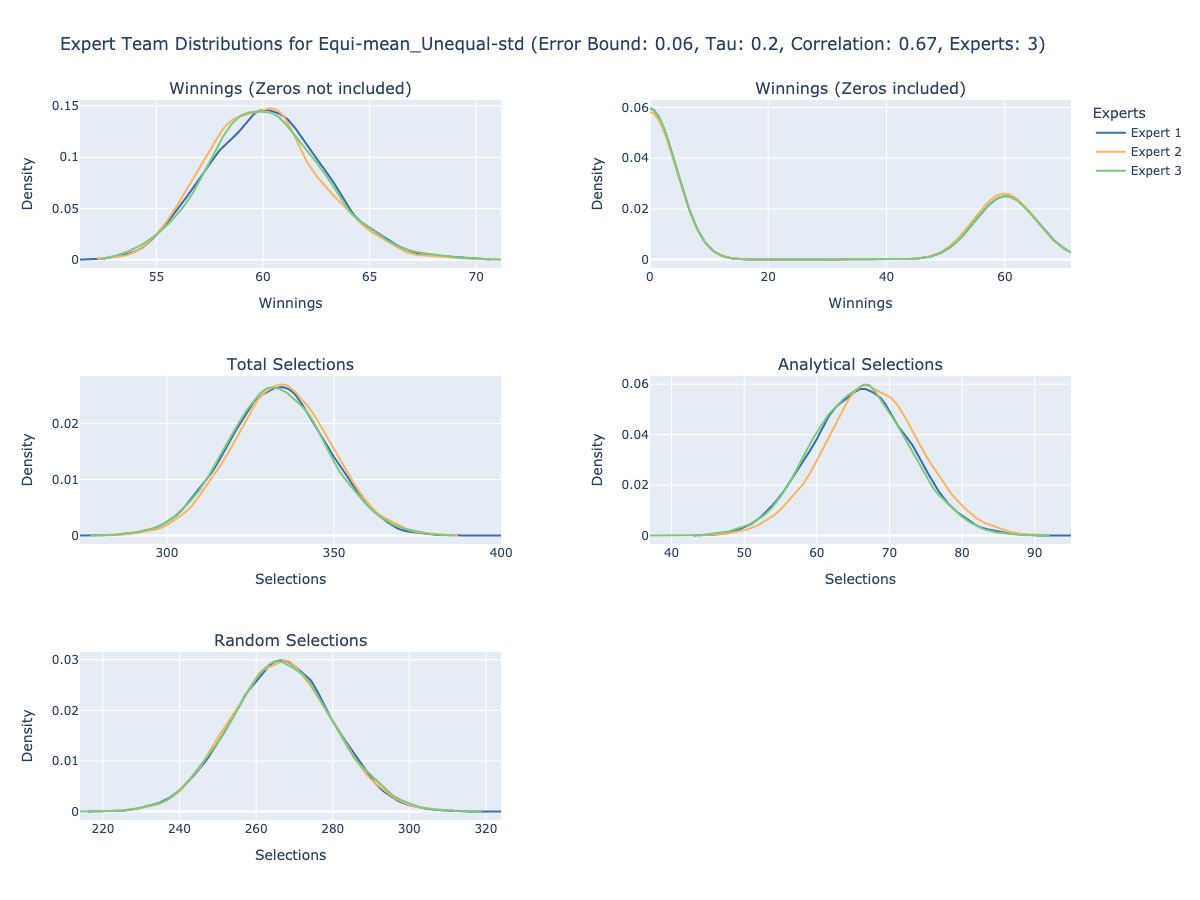 Expert Team Distributions for Equi-mean_Unequal-std (Error Bound: 0.06, Tau: 0.2, Correlation: 0.67, Experts: 3)
Winnings (Zeros not included)
0.15
0.1
0.05
0
Density
55 60 65 70
Winnings
Winnings (Zeros included)
0.06
0.04
0.02
0
Density
0 20 40 60
Winnings
Experts
Expert 1
Expert 2
Expert 3
Total Selections
0.02
0.01
0
Density
300 350 400
Selections
Analytical Selections
0.06
0.04
0.02
0
Density
40 50 60 70 80 90
Selections
Random Selections
0.03
0.02
0.01
0
Density
220 240 260 280 300 320
Selections